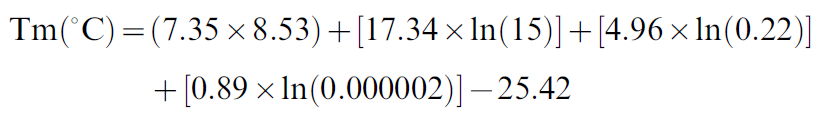 Tm(°C)=(7.35×8.53)+[17.34×ln(15)]+[4.96×ln(0.22)]
+[0.89×ln(0.000002)]−25.42